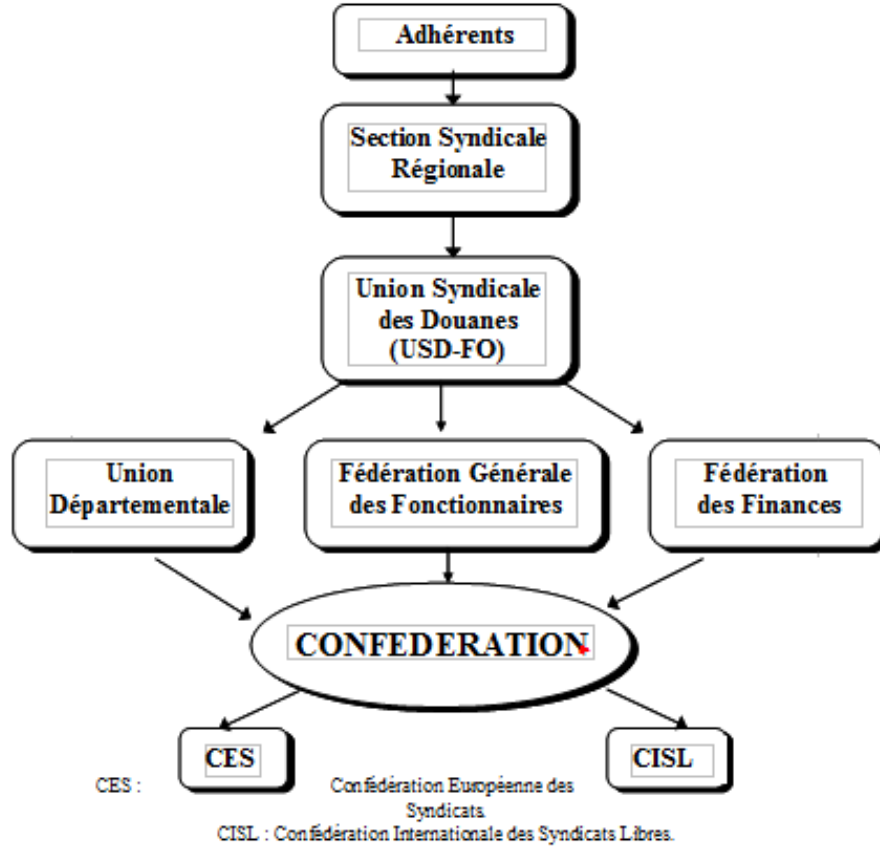 Adhérents
Section Syndicale
Régionale
Union Syndicale
des Douanes
(USD-FO)
Union
Départementale
Fédération Générale
des Fonctionnaires
Fédération
des Finances
CONFEDERATION
CES
CISL
CES : Confédération Européenne des
Syndicats.
CISL : Confédération Internationale des Syndicats Libres.